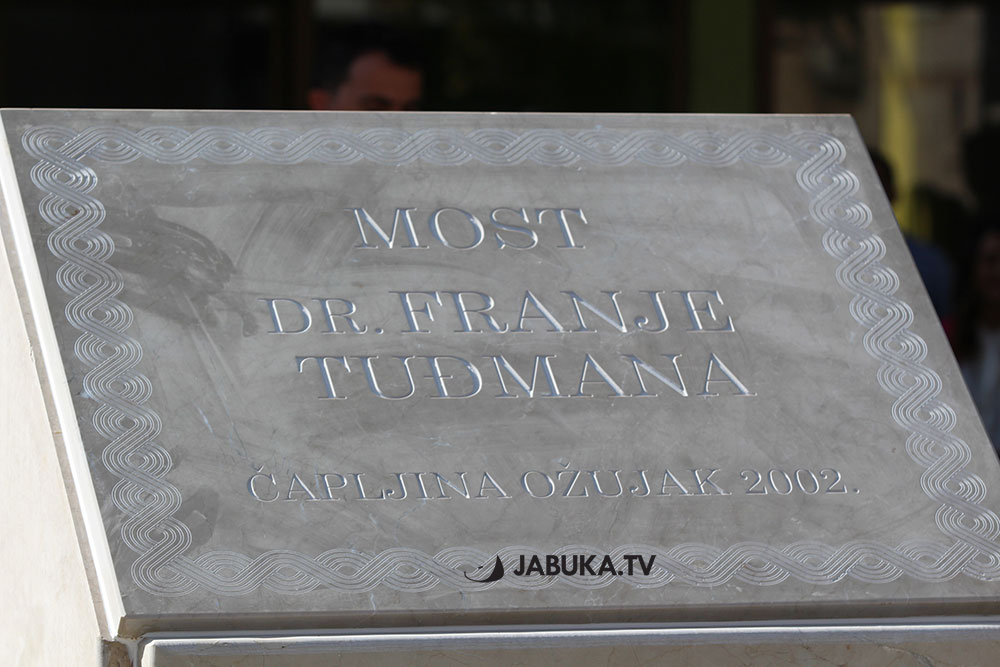 MOST
DR. FRANJE
TUĐMANA
ČAPLJINA OŽUJAK 2002.
JABUKA.TV